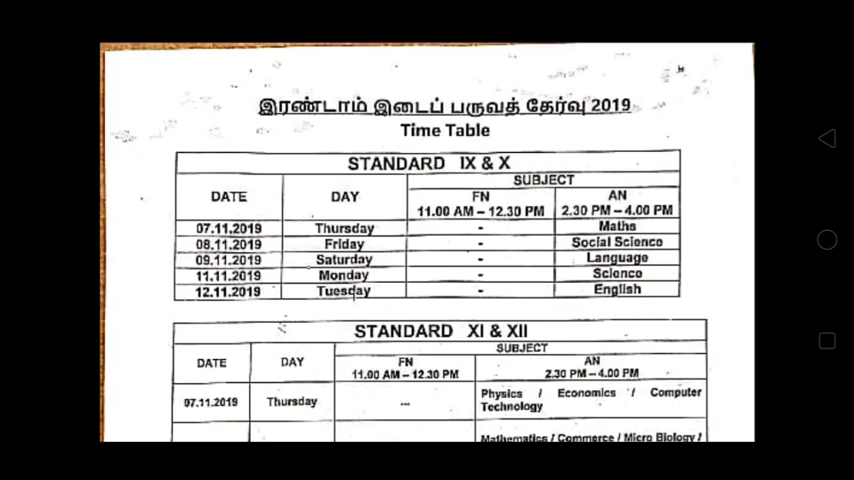 இரண்டாம் இடைப் பருவத் தேர்வு 2019
Time Table
STANDARD IX & X
DATE DAY SUBJECT
FN AN
11.00 AM – 12.30 PM 2.30 PM – 4.00 PM
07.11.2019 Thursday - Maths
08.11.2019 Friday - Social Science
09.11.2019 Saturday - Language
11.11.2019 Monday - Science
12.11.2019 Tuesday - English
STANDARD XI & XII
DATE DAY SUBJECT
FN AN
11.00 AM – 12.30 PM 2.30 PM – 4.00 PM
07.11.2019 Thursday --- Physics / Economics / Computer
Technology
Mathematics / Commerce / Micro Biology /